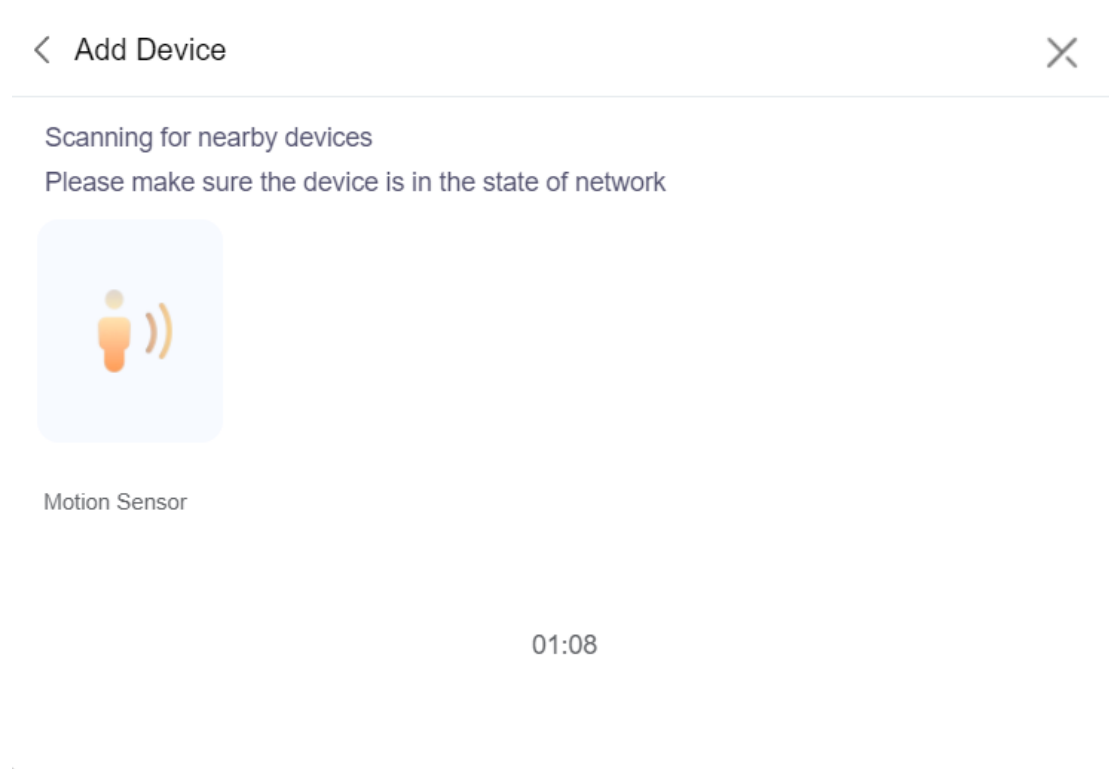 Add Device
Scanning for nearby devices
Please make sure the device is in the state of network
Motion Sensor
01:08